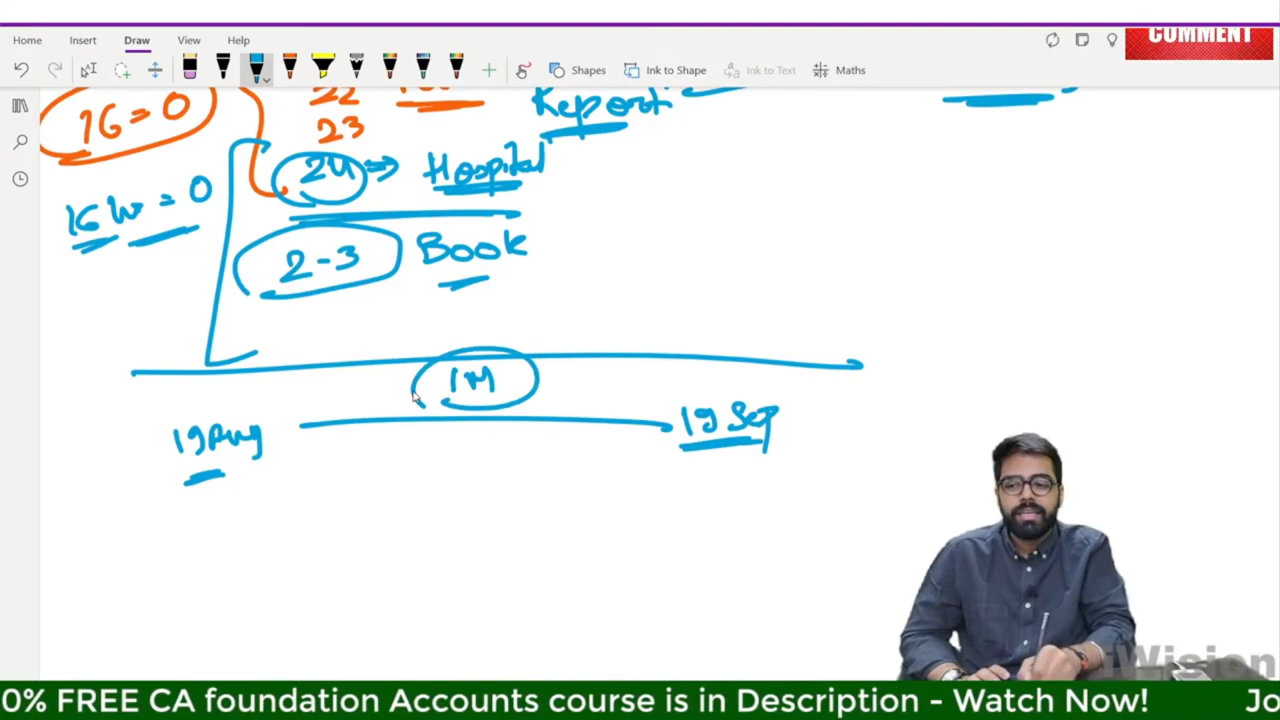 COMMENT
Home Insert Draw View Help
Shapes Ink to Shape Ink to Text Maths
22
16 = 0
Report
23
24 ⇒ Hospital
16 W = 0
2-3 Book
1M
19 Aug 19 Sep
iWision
0% FREE CA foundation Accounts course is in Description - Watch Now! Jo